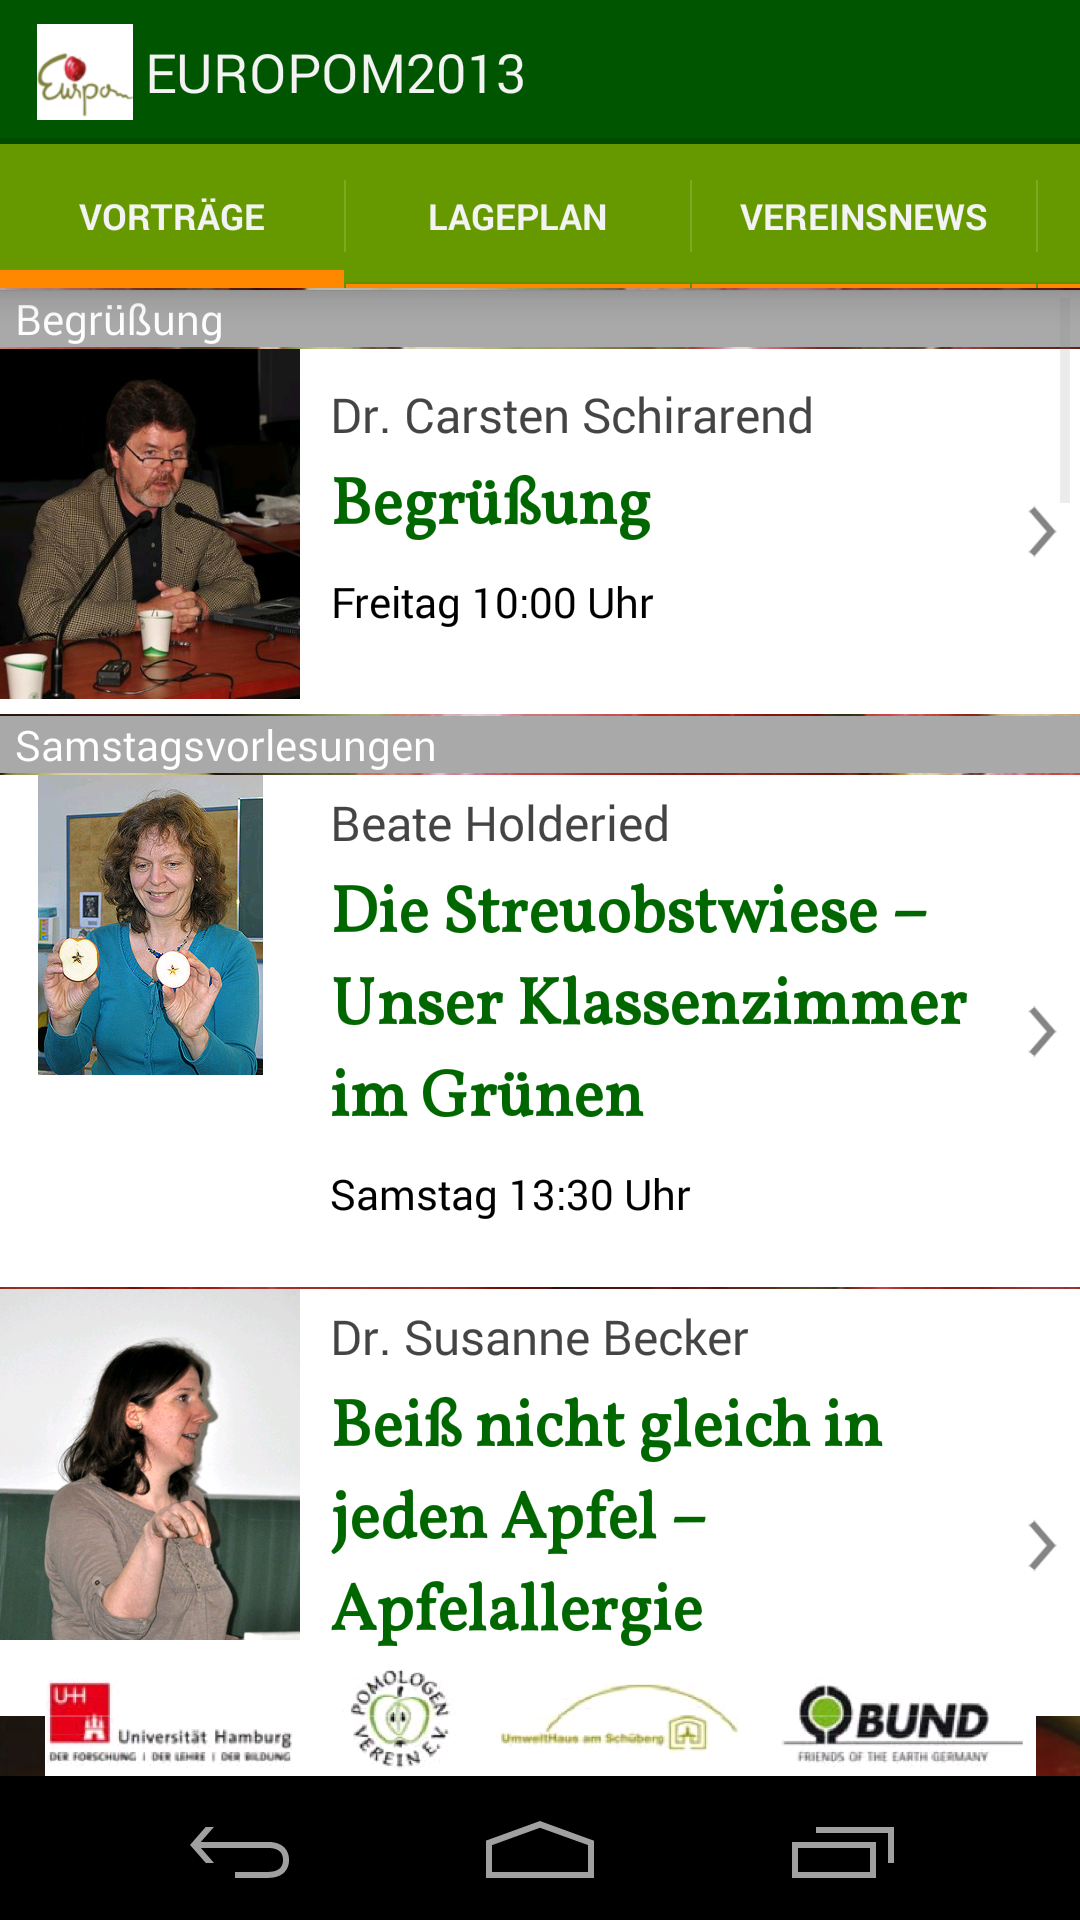 Eurpom
EUROPOM2013
VORTRÄGE
LAGEPLAN
VEREINSNEWS
Begrüßung
Dr. Carsten Schirarend
Begrüßung
Freitag 10:00 Uhr
Samstagsvorlesungen
Beate Holderied
Die Streuobstwiese –
Unser Klassenzimmer
im Grünen
Samstag 13:30 Uhr
Dr. Susanne Becker
Beiß nicht gleich in
jeden Apfel –
Apfelallergie
UHH
Universität Hamburg
DER FORSCHUNG | DER LEHRE | DER BILDUNG
POMOLOGEN
VEREIN E.V.
UmweltHaus am Schüberg
BUND
FRIENDS OF THE EARTH GERMANY